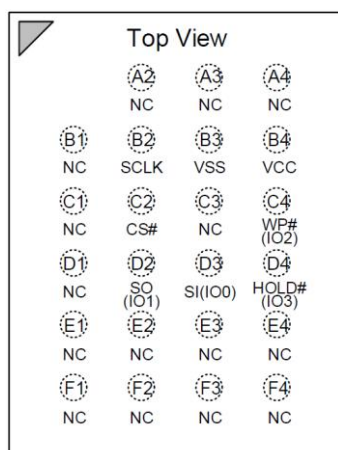 Top View
A2 A3 A4
NC NC NC
B1 B2 B3 B4
NC SCLK VSS VCC
C1 C2 C3 C4
NC CS# NC WP#
(IO2)
D1 D2 D3 D4
NC SO SI(IO0) HOLD#
(IO1) (IO3)
E1 E2 E3 E4
NC NC NC NC
F1 F2 F3 F4
NC NC NC NC